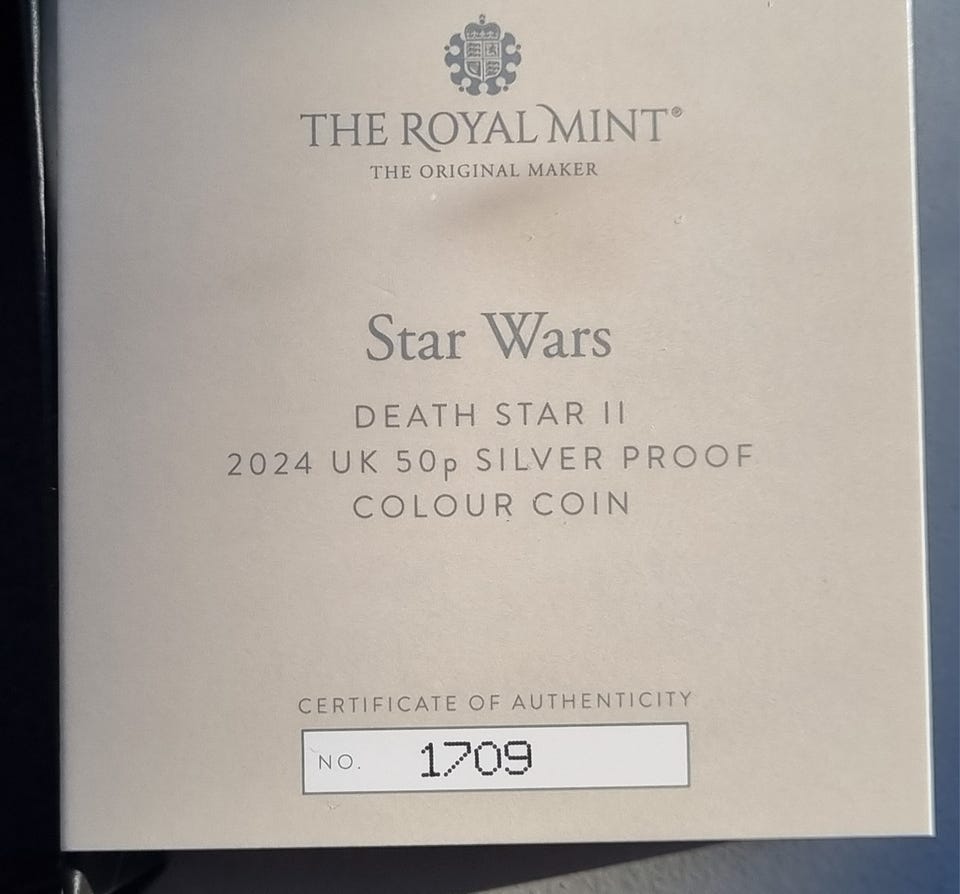 THE ROYAL MINT®
THE ORIGINAL MAKER
Star Wars
DEATH STAR II
2024 UK 50p SILVER PROOF
COLOUR COIN
CERTIFICATE OF AUTHENTICITY
NO. 1709